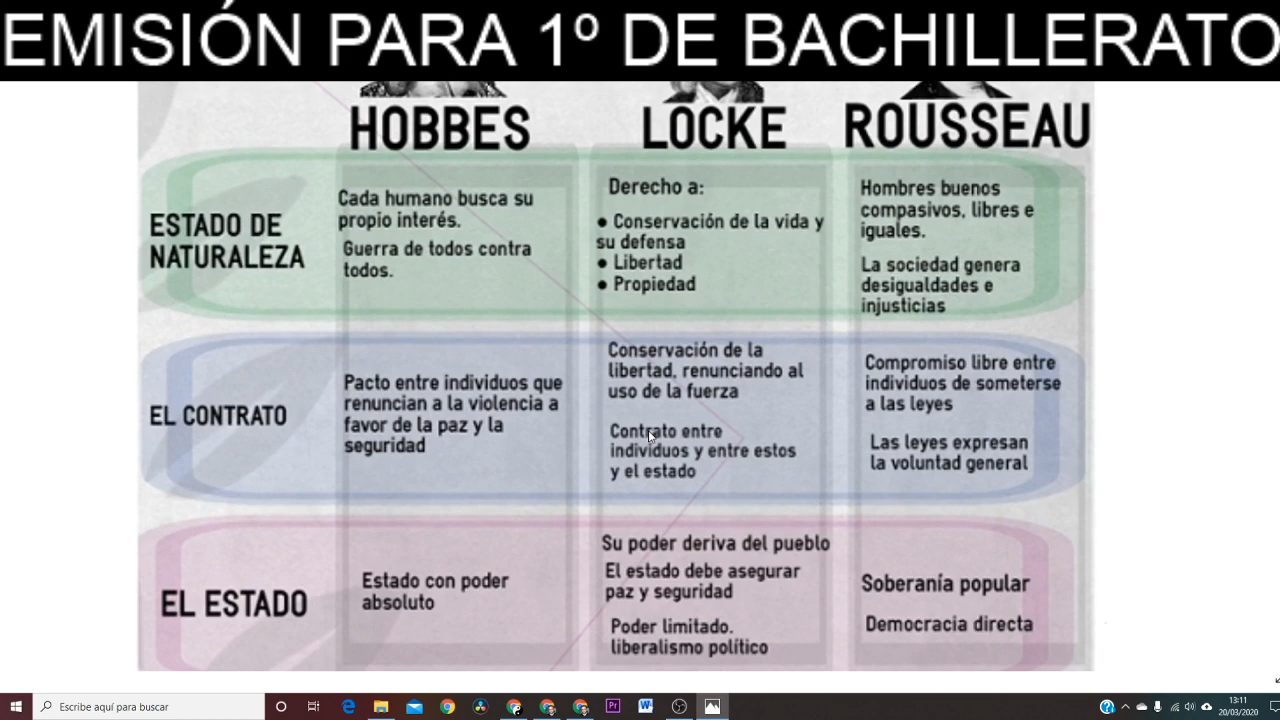 EMISIÓN PARA 1º DE BACHILLERATO
HOBBES
LOCKE
ROUSSEAU
ESTADO DE
NATURALEZA
Cada humano busca su
propio interés.
Guerra de todos contra
todos.
Derecho a:
● Conservación de la vida y
su defensa
● Libertad
● Propiedad
Hombres buenos
compasivos, libres e
iguales.
La sociedad genera
desigualdades e
injusticias
EL CONTRATO
Pacto entre individuos que
renuncian a la violencia a
favor de la paz y la
seguridad
Conservación de la
libertad, renunciando al
uso de la fuerza
Contrato entre
individuos y entre estos
y el estado
Compromiso libre entre
individuos de someterse
a las leyes
Las leyes expresan
la voluntad general
EL ESTADO
Estado con poder
absoluto
Su poder deriva del pueblo
El estado debe asegurar
paz y seguridad
Poder limitado.
liberalismo político
Soberanía popular
Democracia directa
Escribe aquí para buscar
13:11
20/03/2020